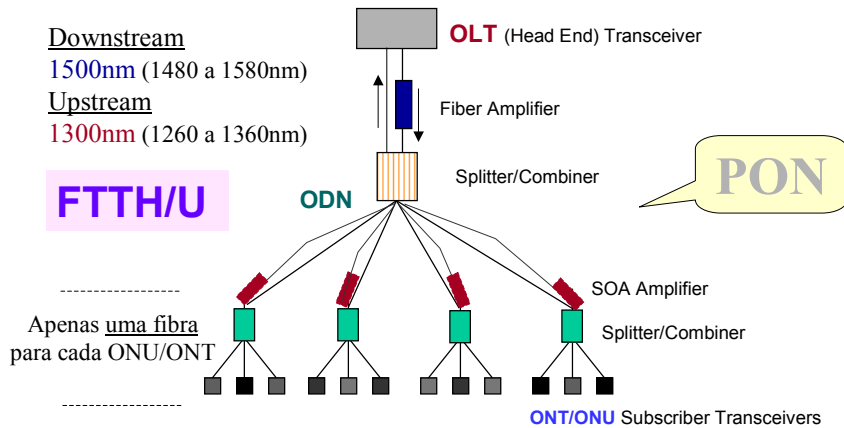 Downstream
1500nm (1480 a 1580nm)
Upstream
1300nm (1260 a 1360nm)
FTTH/U
OLT (Head End) Transceiver
Fiber Amplifier
Splitter/Combiner
ODN
PON
SOA Amplifier
Splitter/Combiner
Apenas uma fibra
para cada ONU/ONT
ONT/ONU Subscriber Transceivers